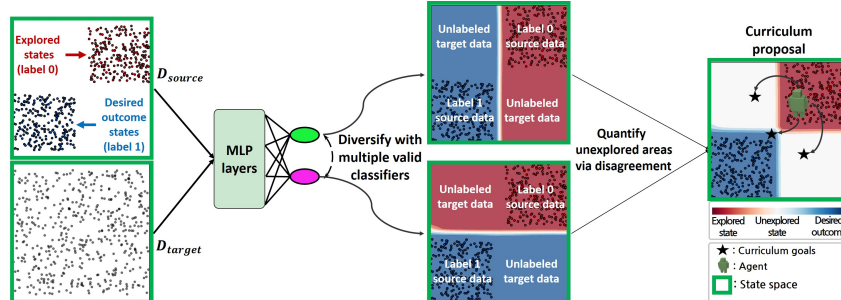 Explored
states
(label 0)
Desired
outcome
states
(label 1)
D_source
D_target
MLP
layers
Diversify with
multiple valid
classifiers
Unlabeled
target data
Label 0
source data
Label 1
source data
Unlabeled
target data
Unlabeled
target data
Label 0
source data
Label 1
source data
Unlabeled
target data
Quantify
unexplored areas
via disagreement
Curriculum
proposal
Explored
state
Unexplored
state
Desired
outcome
: Curriculum goals
: Agent
: State space